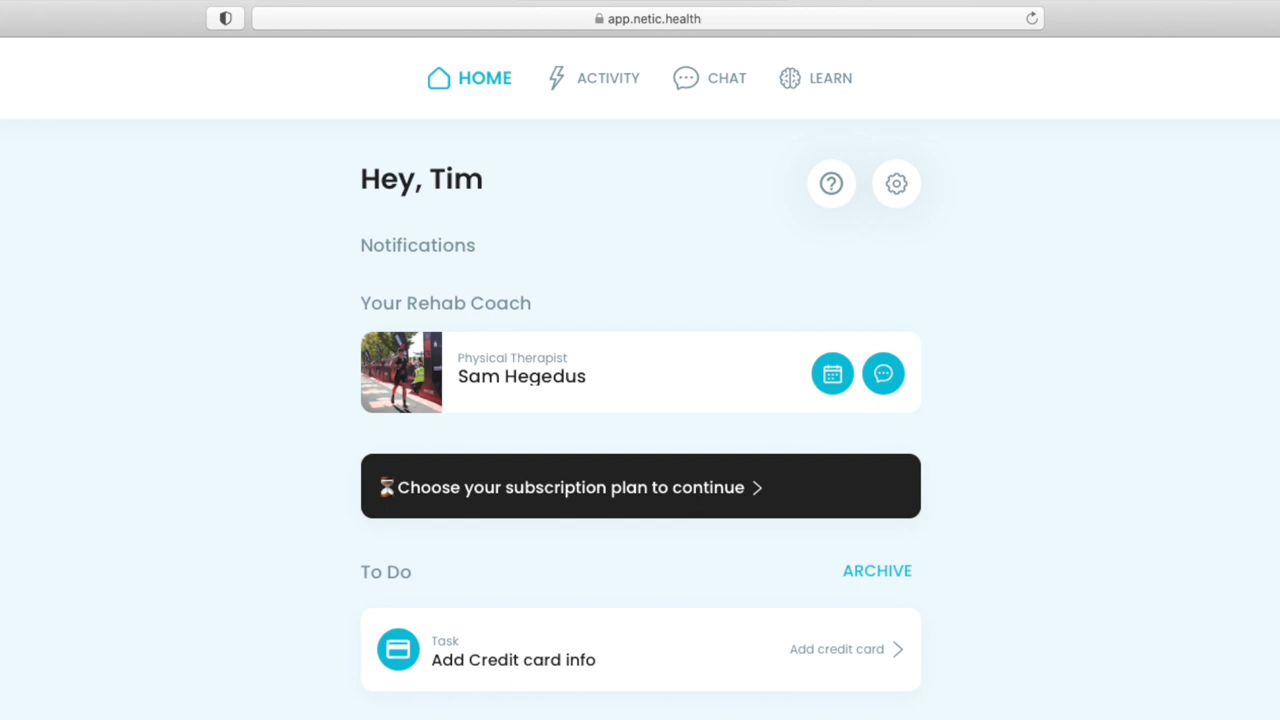 app.netic.health
HOME
ACTIVITY
CHAT
LEARN
Hey, Tim
Notifications
Your Rehab Coach
Physical Therapist
Sam Hegedus
⏳Choose your subscription plan to continue >
To Do
ARCHIVE
Task
Add Credit card info
Add credit card